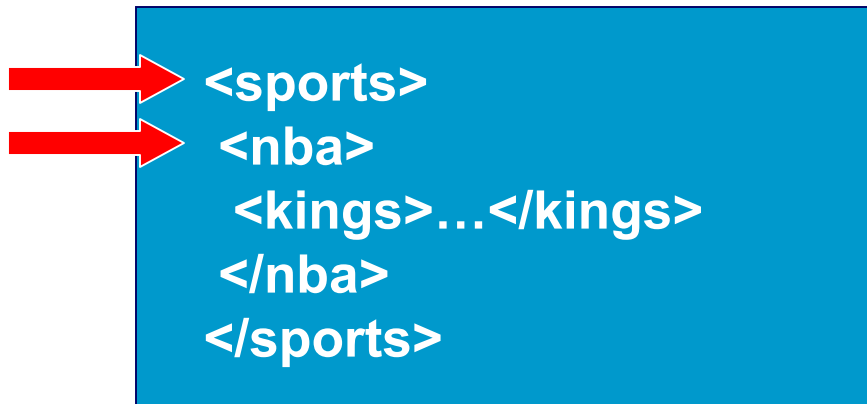 <sports>
<nba>
<kings>…</kings>
</nba>
</sports>